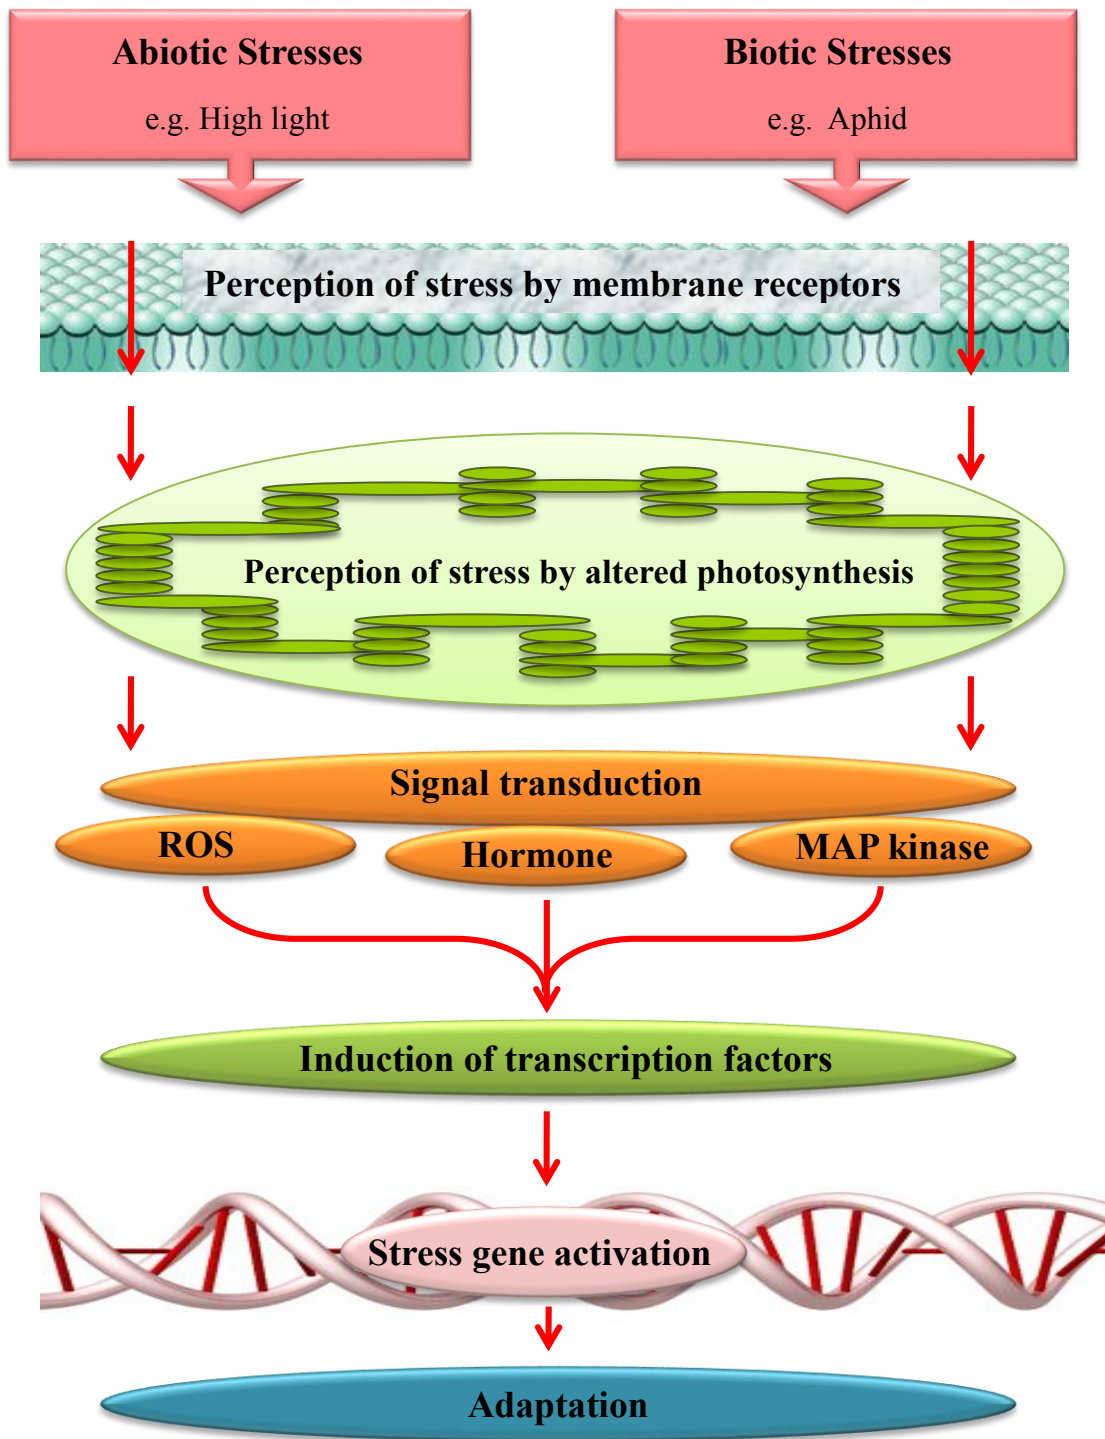 Abiotic Stresses
e.g. High light
Biotic Stresses
e.g. Aphid
Perception of stress by membrane receptors
Perception of stress by altered photosynthesis
Signal transduction
ROS
Hormone
MAP kinase
Induction of transcription factors
Stress gene activation
Adaptation